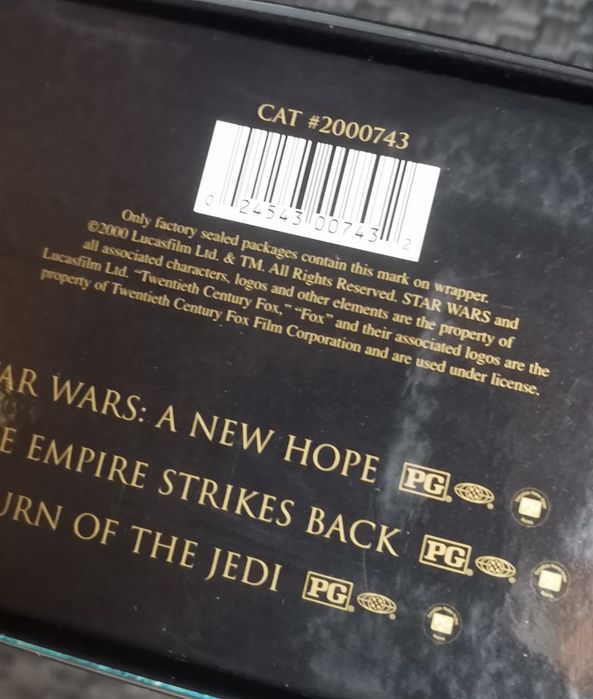 CAT #2000743
0 24543 00743 2
Only factory sealed packages contain this mark on wrapper.
©2000 Lucasfilm Ltd. & TM. All Rights Reserved. STAR WARS and
all associated characters, logos and other elements are the property of
Lucasfilm Ltd. "Twentieth Century Fox," "Fox" and their associated logos are the
property of Twentieth Century Fox Film Corporation and are used under license.
AR WARS: A NEW HOPE PG
E EMPIRE STRIKES BACK PG
URN OF THE JEDI PG